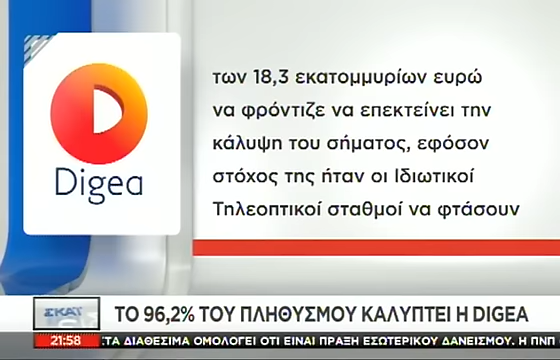 των 18,3 εκατομμυρίων ευρώ
να φρόντιζε να επεκτείνει την
κάλυψη του σήματος, εφόσον
στόχος της ήταν οι Ιδιωτικοί
Τηλεοπτικοί σταθμοί να φτάσουν
Digea
ΣΚΑΪ
ΤΟ 96,2% ΤΟΥ ΠΛΗΘΥΣΜΟΥ ΚΑΛΥΠΤΕΙ Η DIGEA
21:58 ΣΤΑ ΔΙΑΘΕΣΙΜΑ ΟΜΟΛΟΓΕΙ ΟΤΙ ΕΙΝΑΙ ΠΡΑΞΗ ΕΣΩΤΕΡΙΚΟΥ ΔΑΝΕΙΣΜΟΥ. Η ΠΝΠ